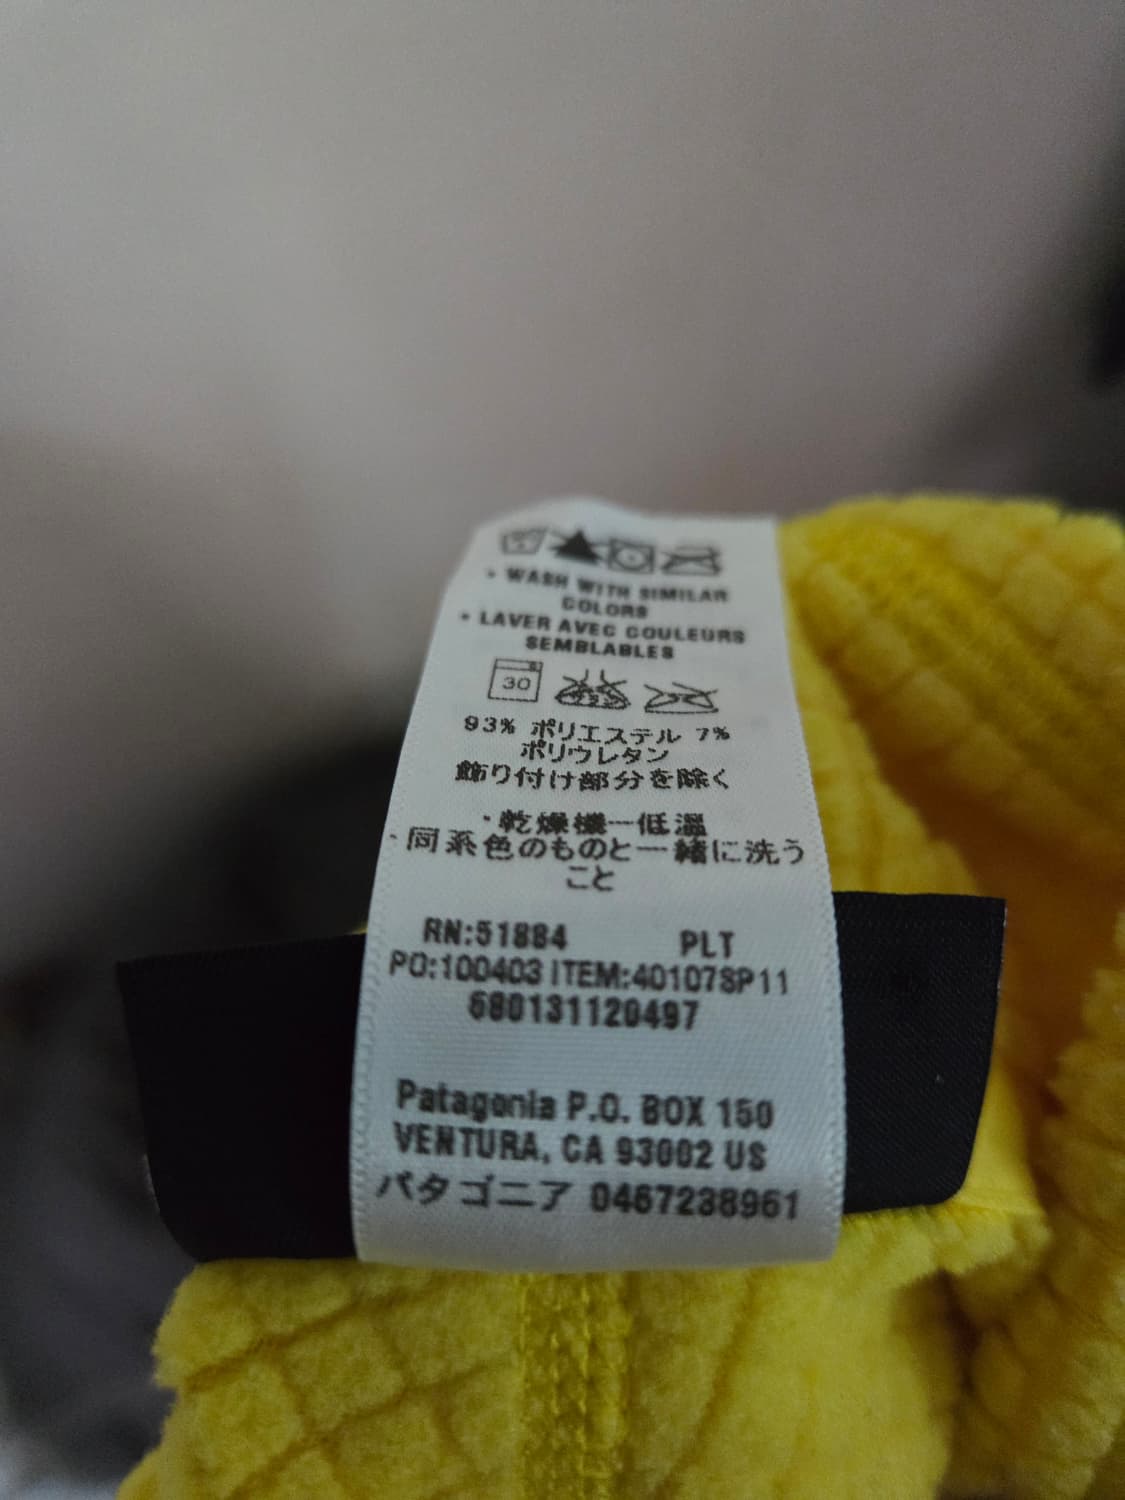 • WASH WITH SIMILAR
COLORS
• LAVER AVEC COULEURS
SEMBLABLES
30
93% ポリエステル 7%
ポリウレタン
飾り付け部分を除く
・乾燥機ー低温
・同系色のものと一緒に洗う
こと
RN:51884 PLT
PO:100403 ITEM:40107SP11
680131120497
Patagonia P.O. BOX 150
VENTURA, CA 93002 US
パタゴニア 0467238961